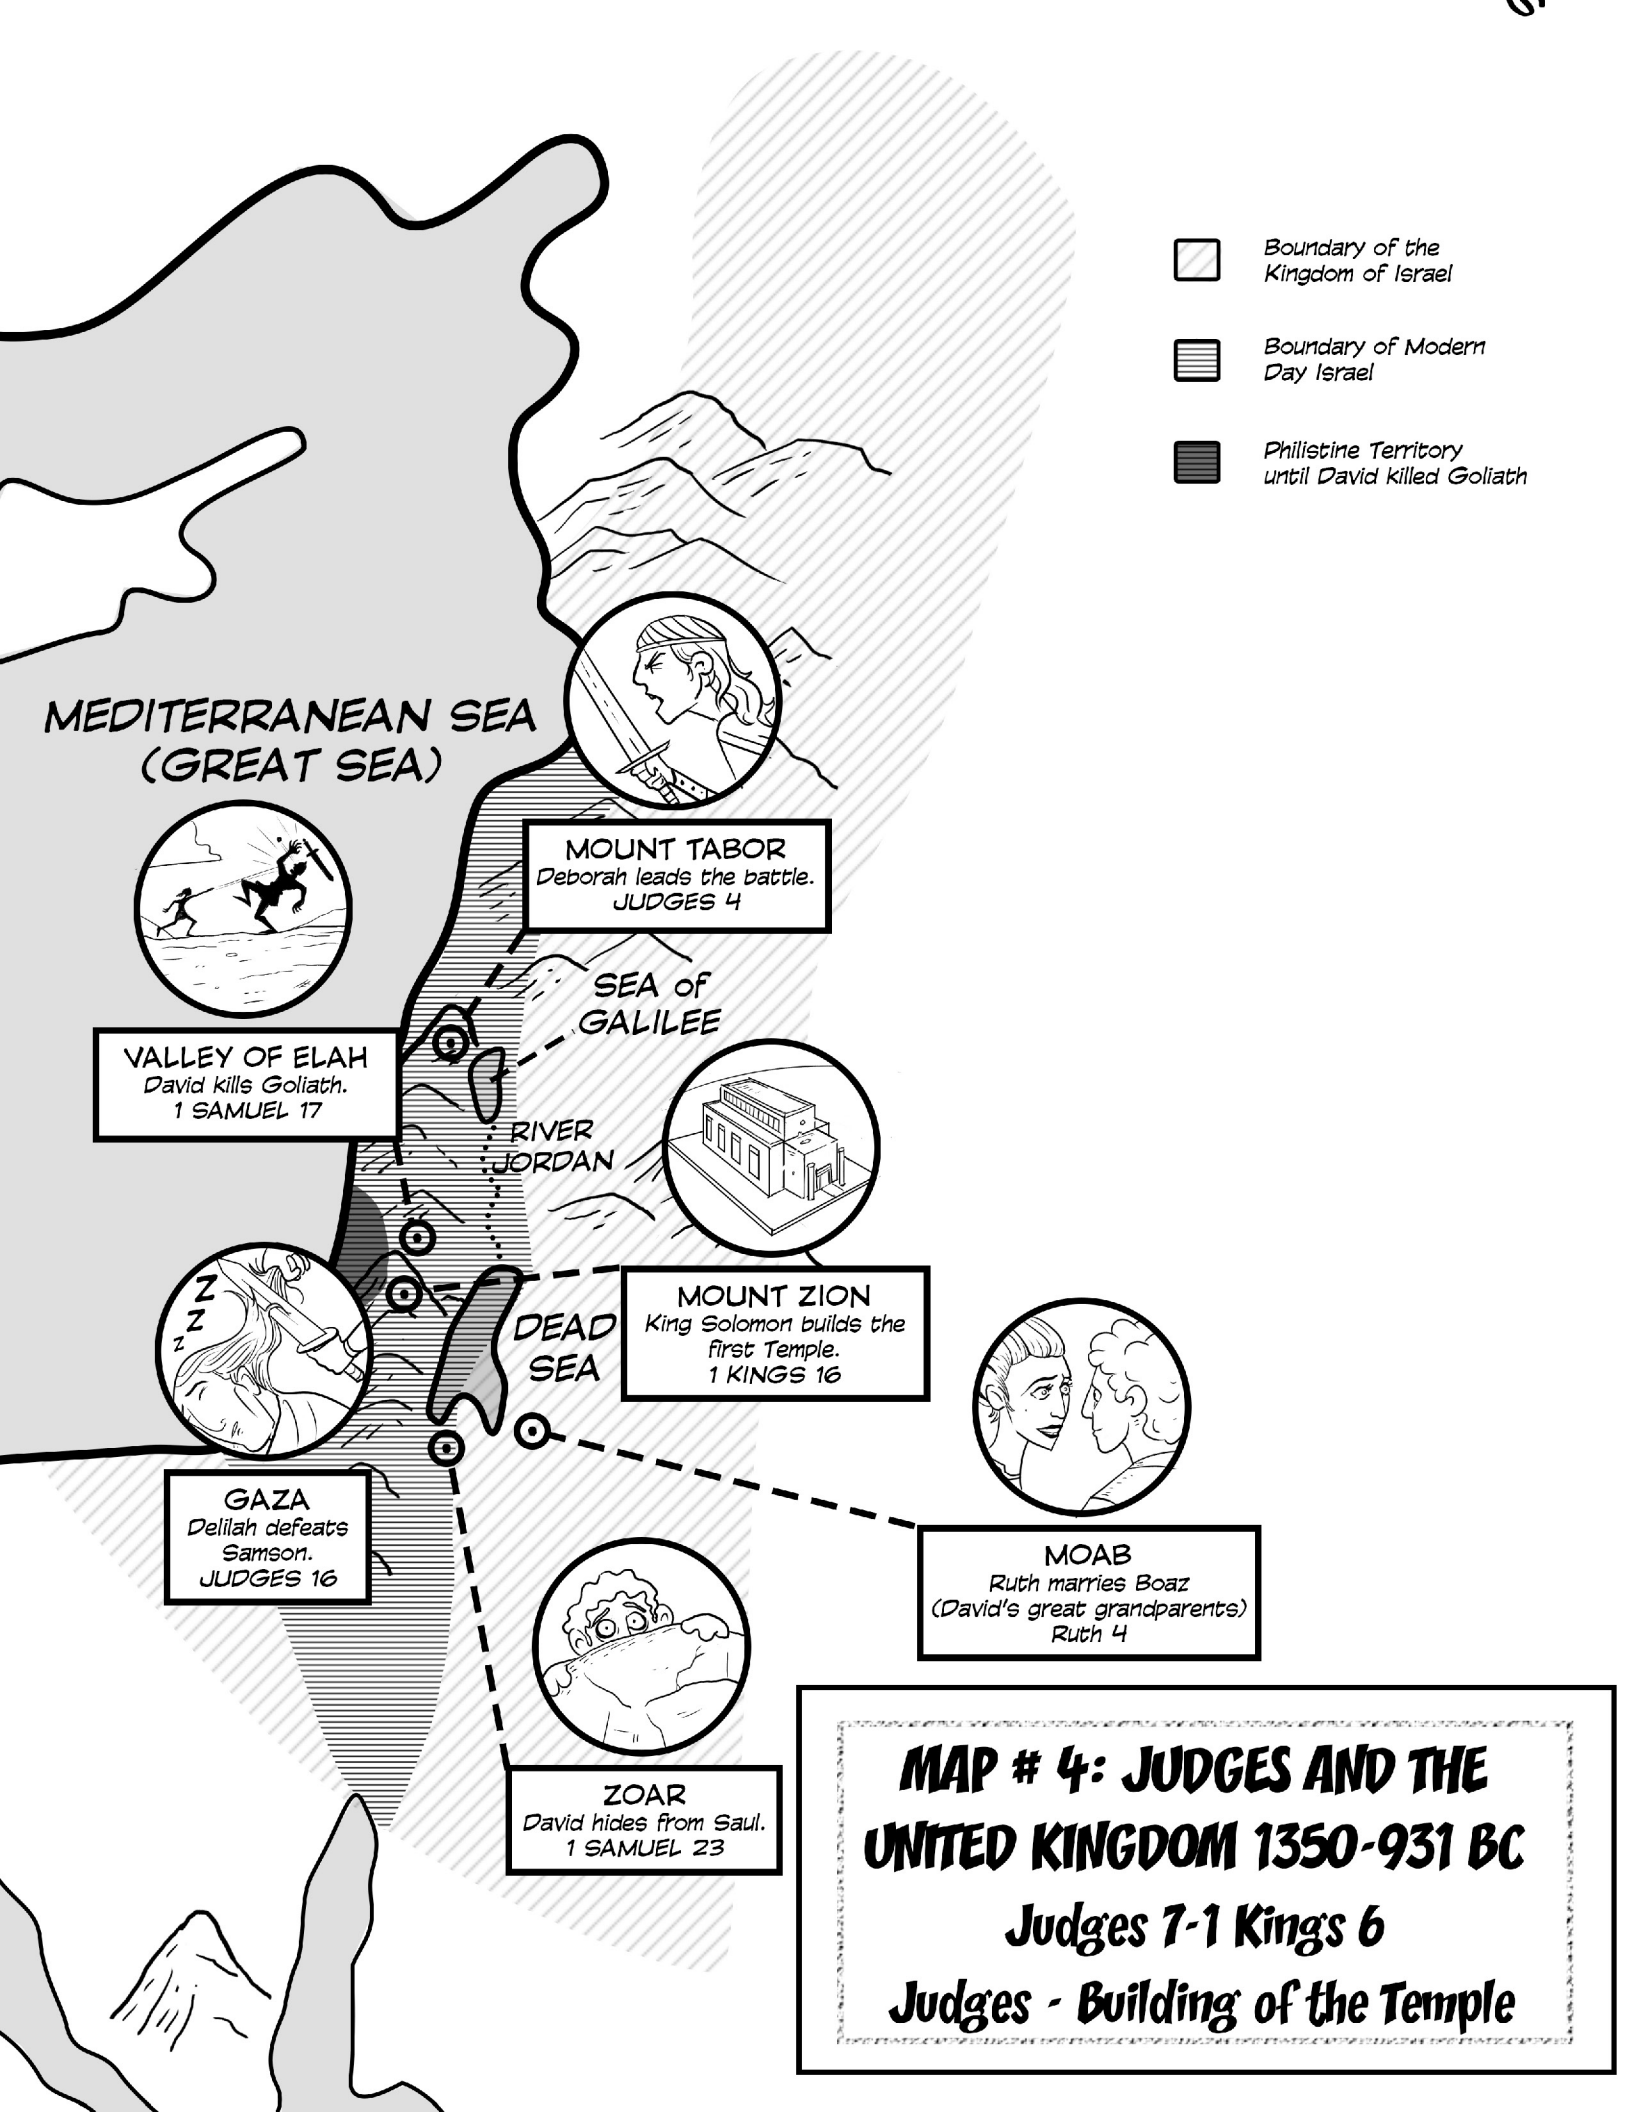 Boundary of the
Kingdom of Israel
Boundary of Modern
Day Israel
Philistine Territory
until David killed Goliath
MEDITERRANEAN SEA
(GREAT SEA)
MOUNT TABOR
Deborah leads the battle.
JUDGES 4
SEA of
GALILEE
VALLEY OF ELAH
David kills Goliath.
1 SAMUEL 17
RIVER
JORDAN
Z
Z
Z
MOUNT ZION
King Solomon builds the
first Temple.
1 KINGS 16
DEAD
SEA
GAZA
Delilah defeats
Samson.
JUDGES 16
MOAB
Ruth marries Boaz
(David's great grandparents)
Ruth 4
ZOAR
David hides from Saul.
1 SAMUEL 23
MAP # 4: JUDGES AND THE
UNITED KINGDOM 1350-931 BC
Judges 7-1 Kings 6
Judges - Building of the Temple